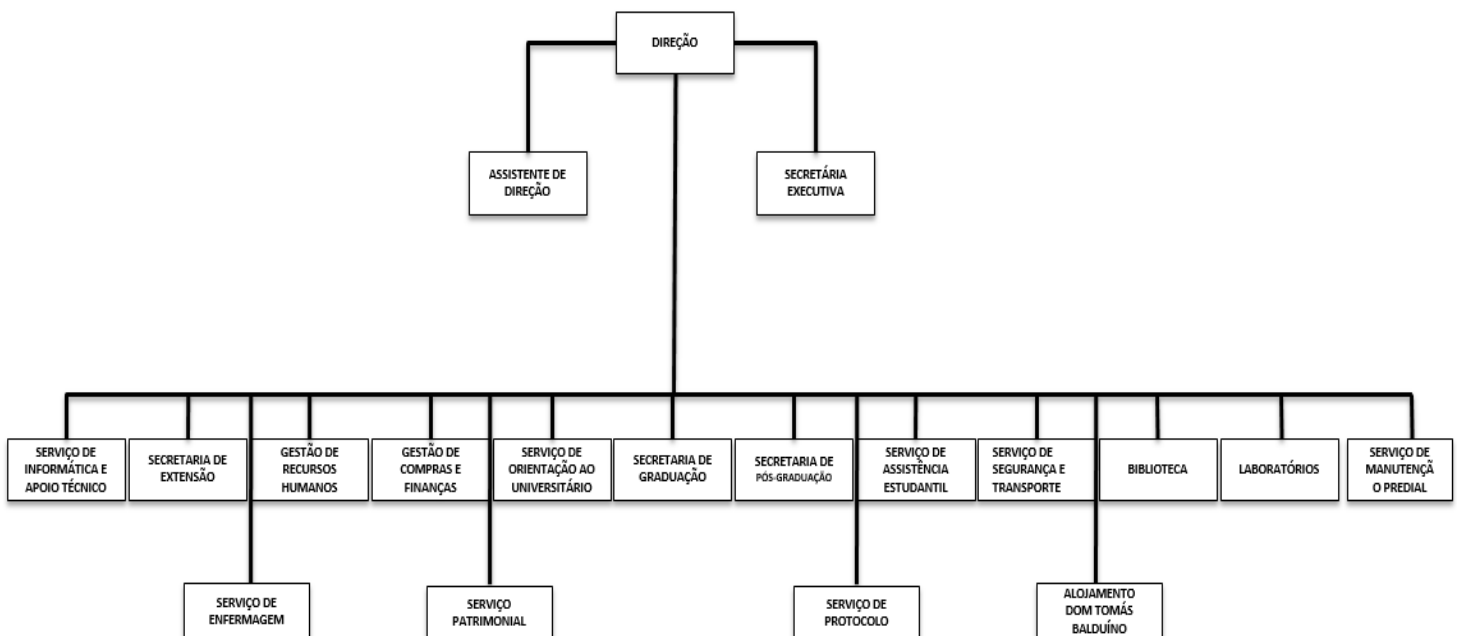 DIREÇÃO
ASSISTENTE DE
DIREÇÃO
SECRETÁRIA
EXECUTIVA
SERVIÇO DE
INFORMÁTICA E
APOIO TÉCNICO
SECRETARIA DE
EXTENSÃO
GESTÃO DE
RECURSOS
HUMANOS
GESTÃO DE
COMPRAS E
FINANÇAS
SERVIÇO DE
ORIENTAÇÃO AO
UNIVERSITÁRIO
SECRETARIA DE
GRADUAÇÃO
SECRETARIA DE
PÓS-GRADUAÇÃO
SERVIÇO DE
ASSISTÊNCIA
ESTUDANTIL
SERVIÇO DE
SEGURANÇA E
TRANSPORTE
BIBLIOTECA
LABORATÓRIOS
SERVIÇO DE
MANUTENÇÃ
O PREDIAL
SERVIÇO DE
ENFERMAGEM
SERVIÇO
PATRIMONIAL
SERVIÇO DE
PROTOCOLO
ALOJAMENTO
DOM TOMÁS
BALDUÍNO